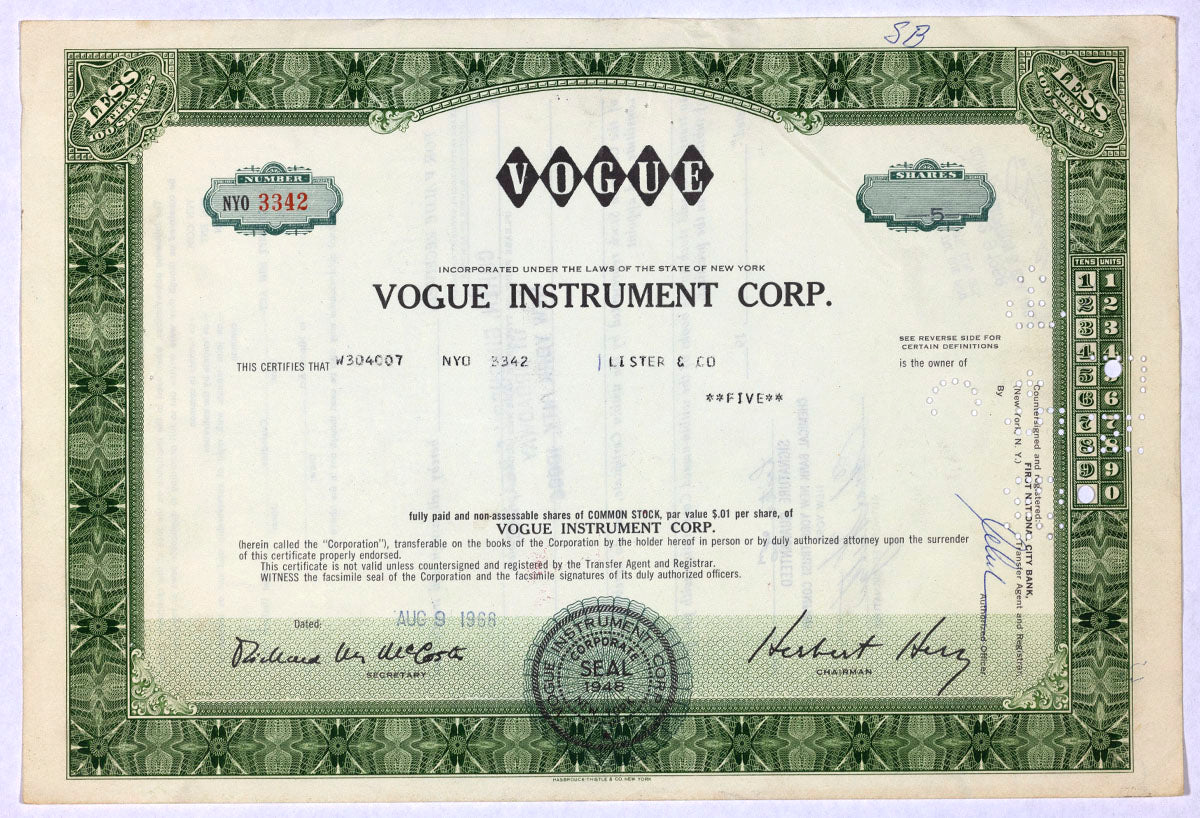 SB
LESS
THAN
100 SHARES
LESS
THAN
100 SHARES
VOGUE
NUMBER
NYO 3342
SHARES
5
INCORPORATED UNDER THE LAWS OF THE STATE OF NEW YORK
VOGUE INSTRUMENT CORP.
SEE REVERSE SIDE FOR
CERTAIN DEFINITIONS
THIS CERTIFIES THAT W304007 NYO 3342 LISTER & CO is the owner of
**FIVE**
TENS UNITS
1 1
2 2
3 3
4 4
5
6 6
7 7
8 8
9 9
0
fully paid and non-assessable shares of COMMON STOCK, par value $.01 per share, of
VOGUE INSTRUMENT CORP.
(herein called the "Corporation"), transferable on the books of the Corporation by the holder hereof in person or by duly authorized attorney upon the surrender
of this certificate properly endorsed.
This certificate is not valid unless countersigned and registered by the Transfer Agent and Registrar.
WITNESS the facsimile seal of the Corporation and the facsimile signatures of its duly authorized officers.
Countersigned and registered:
FIRST NATIONAL CITY BANK,
(New York, N. Y.) Transfer Agent and Registrar
By
Authorized Officer
Dated: AUG 9 1968
SECRETARY
VOGUE INSTRUMENT CORP.
CORPORATE
SEAL
1946
Herbert
CHAIRMAN
HASBROUCK-THISTLE & CO. NEW YORK